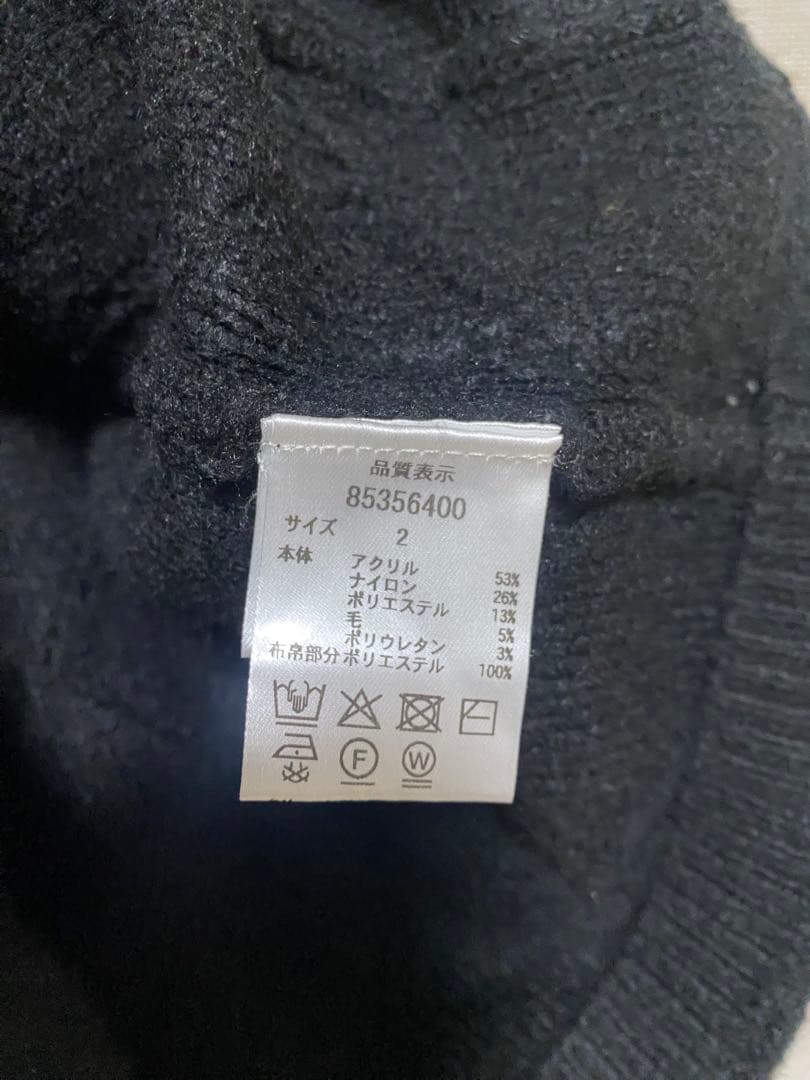 品質表示
85356400
サイズ 2
本体 アクリル 53%
ナイロン 26%
ポリエステル 13%
毛 5%
ポリウレタン 3%
布帛部分 ポリエステル 100%
F W